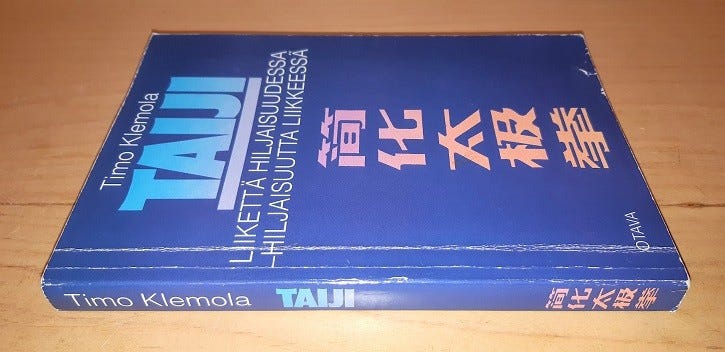 Timo Klemola
TAIJI
LIIKETTÄ HILJAISUUDESSA
–HILJAISUUTTA LIIKKEESSÄ
简化太极拳
OTAVA
Timo Klemola TAIJI 简化太极拳